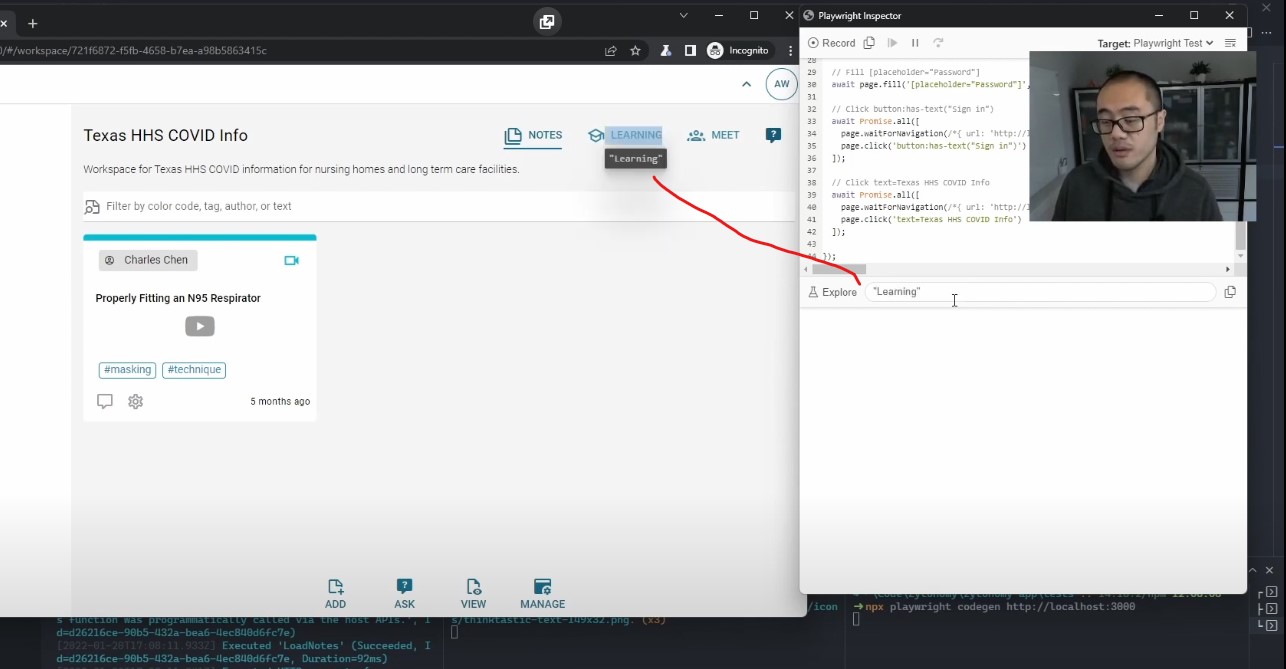 Playwright Inspector
)/#/workspace/721f6872-f5fb-4658-b7ea-a98b5863415c
Incognito
Record
Target: Playwright Test
AW
Texas HHS COVID Info
NOTES
LEARNING
MEET
"Learning"
Workspace for Texas HHS COVID information for nursing homes and long term care facilities.
Filter by color code, tag, author, or text
Charles Chen
Properly Fitting an N95 Respirator
#masking #technique
5 months ago
ADD
ASK
VIEW
MANAGE
28
29 // Fill [placeholder="Password"]
30 await page.fill('[placeholder="Password"]',
31
32 // Click button:has-text("Sign in")
33 await Promise.all([
34 page.waitForNavigation(/*{ url: 'http://l
35 page.click('button:has-text("Sign in")')
36 ]);
37
38 // Click text=Texas HHS COVID Info
39 await Promise.all([
40 page.waitForNavigation(/*{ url: 'http://l
41 page.click('text=Texas HHS COVID Info')
42 ]);
43
44 });
Explore
"Learning"
s function was programmatically called via the host APIs.', I
d=d26216ce-90b5-432a-bea6-4ec840d6fc7e)
[2022-01-20T17:08:11.933Z] Executed 'LoadNotes' (Succeeded, I
d=d26216ce-90b5-432a-bea6-4ec840d6fc7e, Duration=92ms)
/icon
s/thinktastic-text-149x32.png. (x3)
npx playwright codegen http://localhost:3000